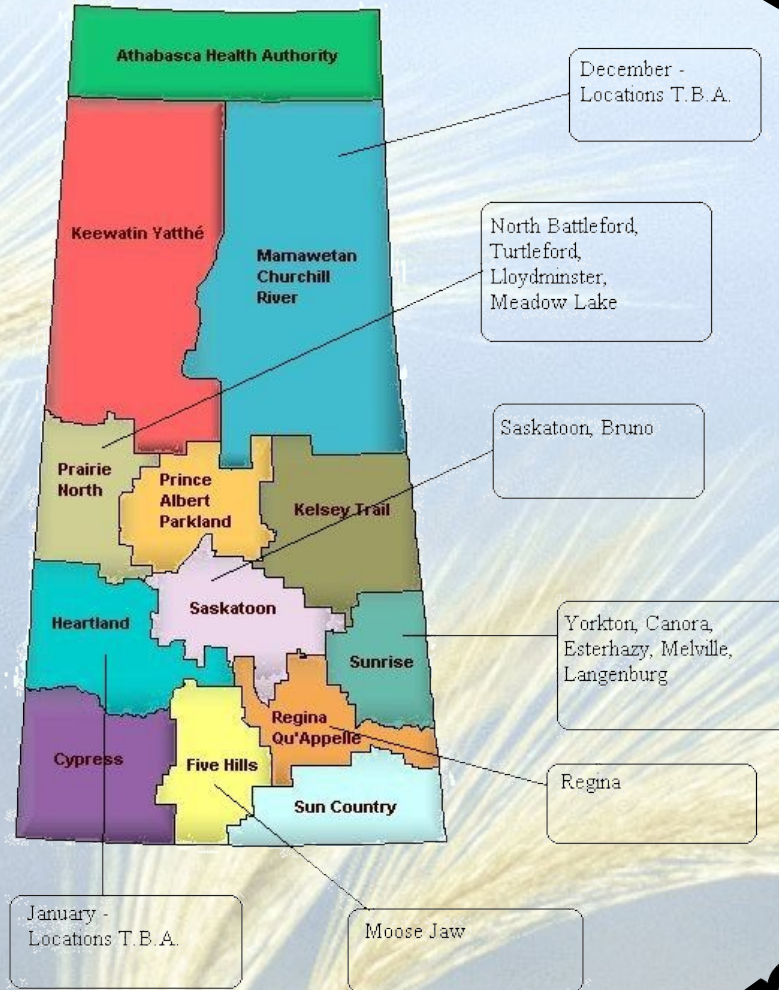 Athabasca Health Authority
December -
Locations T.B.A.
Keewatin Yatthé
Mamawetan
Churchill
River
North Battleford,
Turtleford,
Lloydminster,
Meadow Lake
Saskatoon, Bruno
Prairie
North
Prince
Albert
Parkland
Kelsey Trail
Heartland
Saskatoon
Sunrise
Yorkton, Canora,
Esterhazy, Melville,
Langenburg
Cypress
Five Hills
Regina
Qu'Appelle
Sun Country
Regina
January -
Locations T.B.A.
Moose Jaw